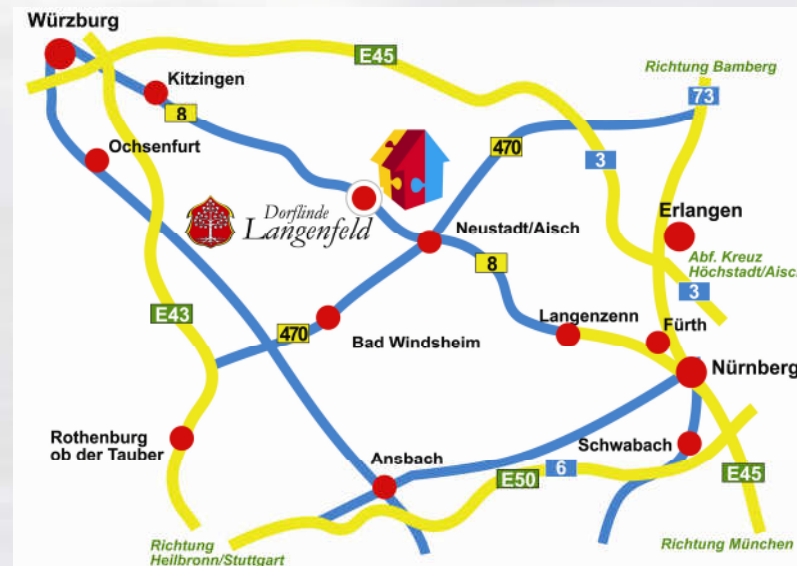 Würzburg
E45
Richtung Bamberg
Kitzingen
73
8
Ochsenfurt
470
3
Dorflinde
Langenfeld
Neustadt/Aisch
Erlangen
Abf. Kreuz
Höchstadt/Aisch
8
3
E43
Langenzenn
Fürth
470
Bad Windsheim
Nürnberg
Rothenburg
ob der Tauber
Ansbach
Schwabach
6
E50
E45
Richtung
Heilbronn/Stuttgart
Richtung München